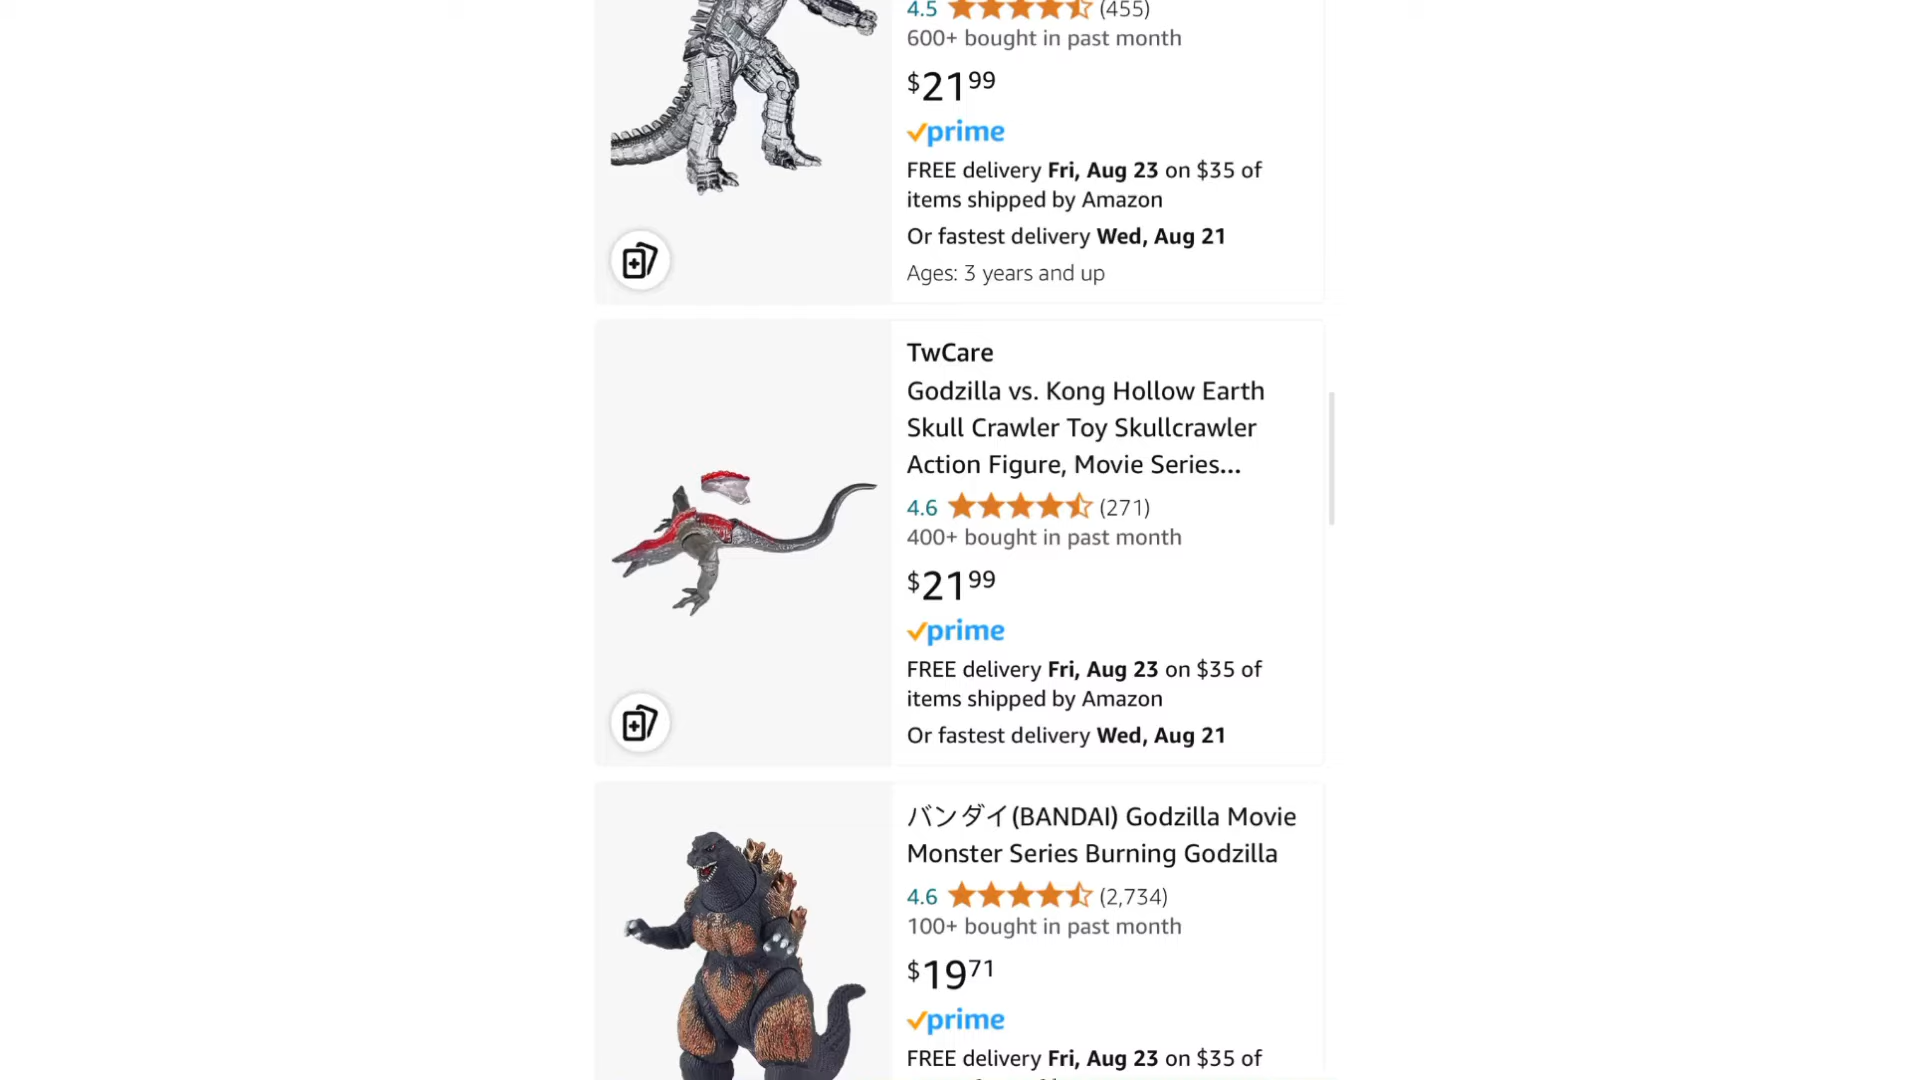 4.5 (455)
600+ bought in past month
$21 99
prime
FREE delivery Fri, Aug 23 on $35 of
items shipped by Amazon
Or fastest delivery Wed, Aug 21
Ages: 3 years and up
TwCare
Godzilla vs. Kong Hollow Earth
Skull Crawler Toy Skullcrawler
Action Figure, Movie Series...
4.6 (271)
400+ bought in past month
$21 99
prime
FREE delivery Fri, Aug 23 on $35 of
items shipped by Amazon
Or fastest delivery Wed, Aug 21
バンダイ(BANDAI) Godzilla Movie
Monster Series Burning Godzilla
4.6 (2,734)
100+ bought in past month
$19 71
prime
FREE delivery Fri, Aug 23 on $35 of